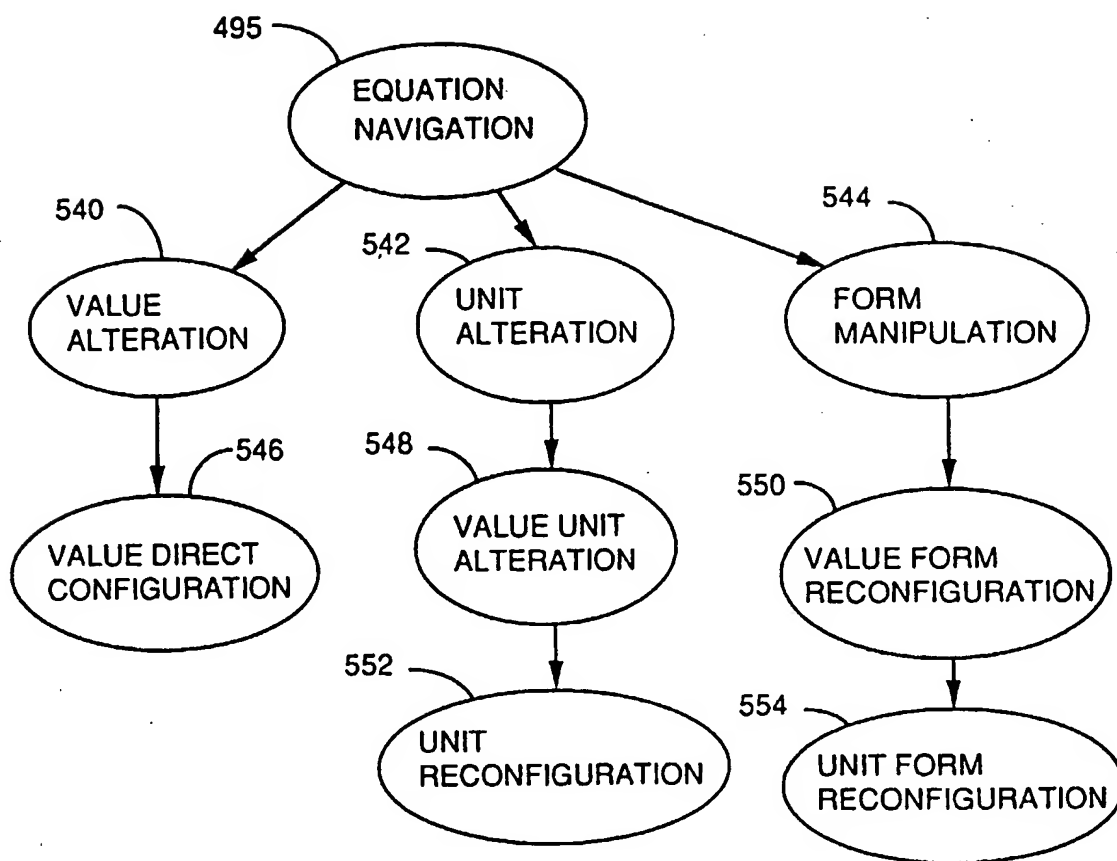 495
EQUATION
NAVIGATION
540
VALUE
ALTERATION
542
UNIT
ALTERATION
544
FORM
MANIPULATION
546
VALUE DIRECT
CONFIGURATION
548
VALUE UNIT
ALTERATION
550
VALUE FORM
RECONFIGURATION
552
UNIT
RECONFIGURATION
554
UNIT FORM
RECONFIGURATION